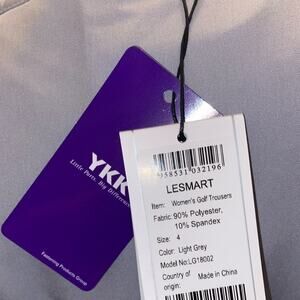 YKK
Little Parts. Big Difference
Fastening Products Group
958531 032196
LESMART
Item: Women's Golf Trousers
Fabric: 90% Polyester,
10% Spandex
Size: 4
Color: Light Grey
Model No:LG18002
Country of
origin: Made in China